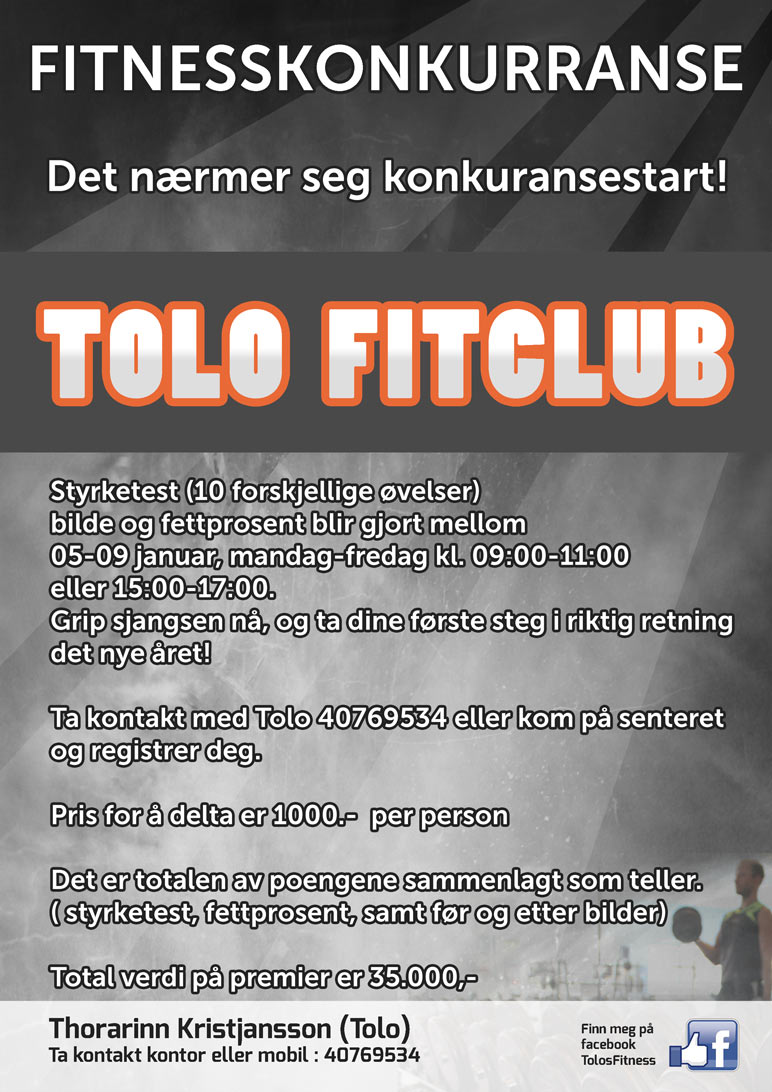 FITNESSKONKURRANSE
Det nærmer seg konkuransestart!
TOLO FITCLUB
Styrketest (10 forskjellige øvelser)
bilde og fettprosent blir gjort mellom
05-09 januar, mandag-fredag kl. 09:00-11:00
eller 15:00-17:00.
Grip sjangsen nå, og ta dine første steg i riktig retning
det nye året!
Ta kontakt med Tolo 40769534 eller kom på senteret
og registrer deg.
Pris for å delta er 1000.- per person
Det er totalen av poengene sammenlagt som teller.
( styrketest, fettprosent, samt før og etter bilder)
Total verdi på premier er 35.000,-
Thorarinn Kristjansson (Tolo)
Ta kontakt kontor eller mobil : 40769534
Finn meg på
facebook
TolosFitness
f